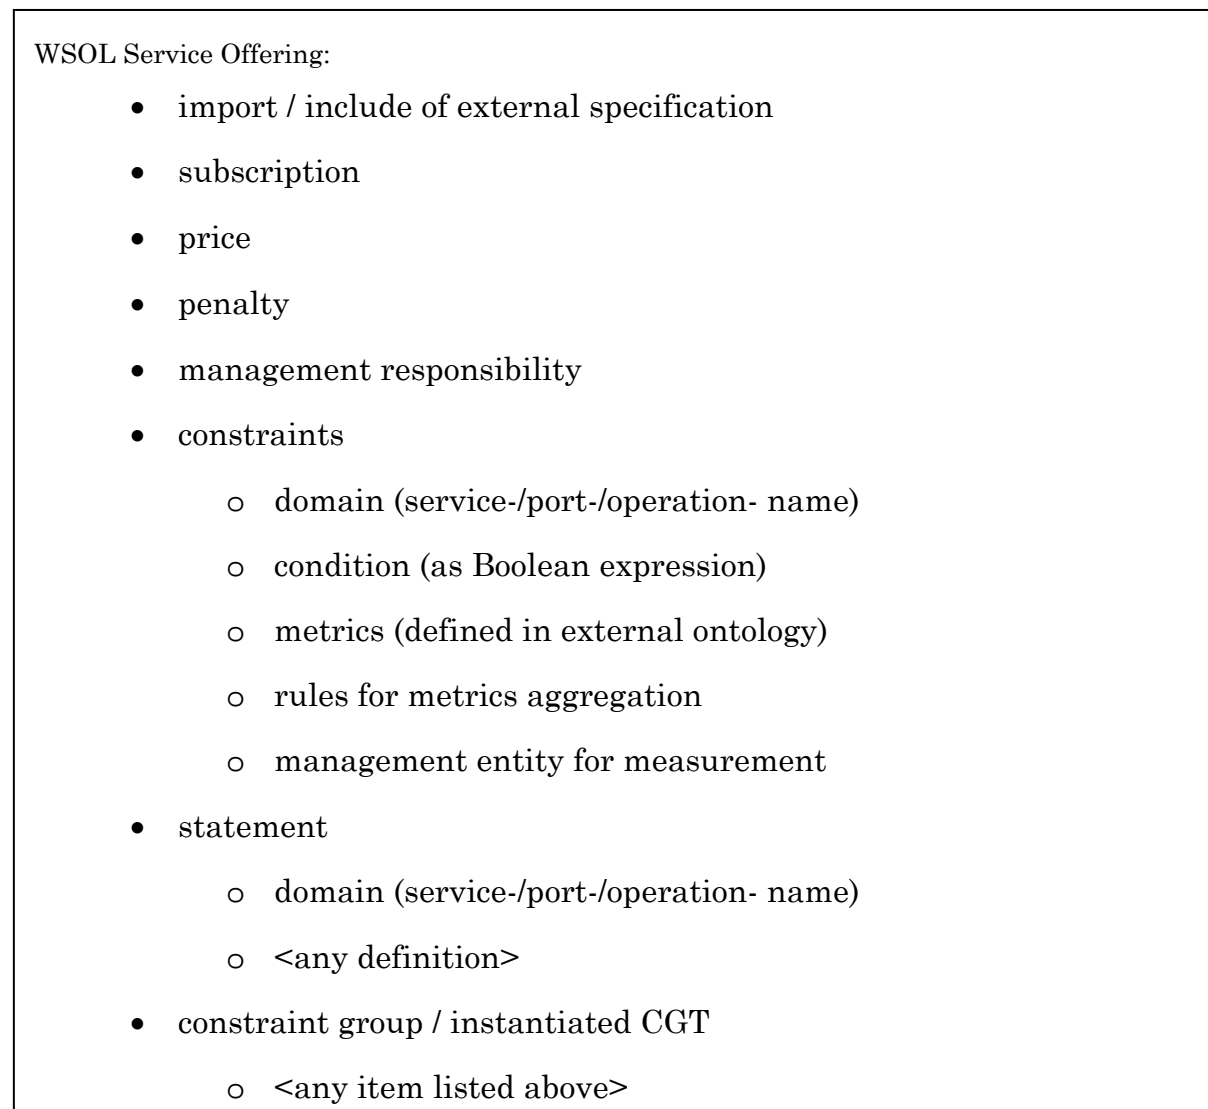 WSOL Service Offering:
• import / include of external specification
• subscription
• price
• penalty
• management responsibility
• constraints
o domain (service-/port-/operation- name)
o condition (as Boolean expression)
o metrics (defined in external ontology)
o rules for metrics aggregation
o management entity for measurement
• statement
o domain (service-/port-/operation- name)
o <any definition>
• constraint group / instantiated CGT
o <any item listed above>